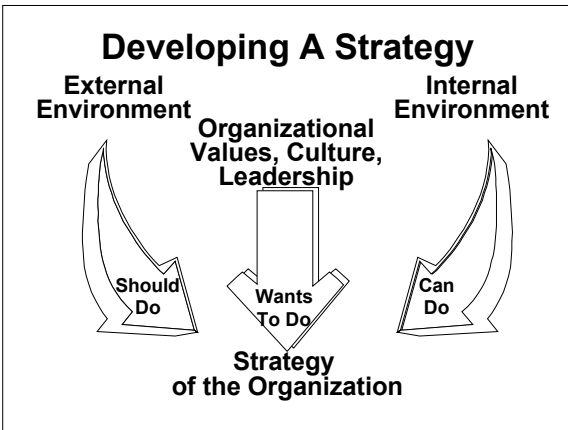 Developing A Strategy
External
Environment
Internal
Environment
Organizational
Values, Culture,
Leadership
Should
Do
Wants
To Do
Can
Do
Strategy
of the Organization